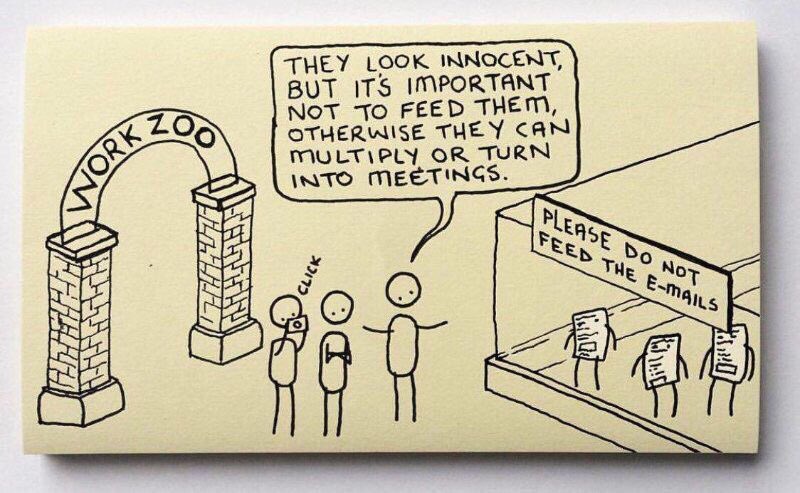 WORK ZOO
THEY LOOK INNOCENT,
BUT IT'S IMPORTANT
NOT TO FEED THEM,
OTHERWISE THEY CAN
MULTIPLY OR TURN
INTO MEETINGS.
CLICK
PLEASE DO NOT
FEED THE E-MAILS